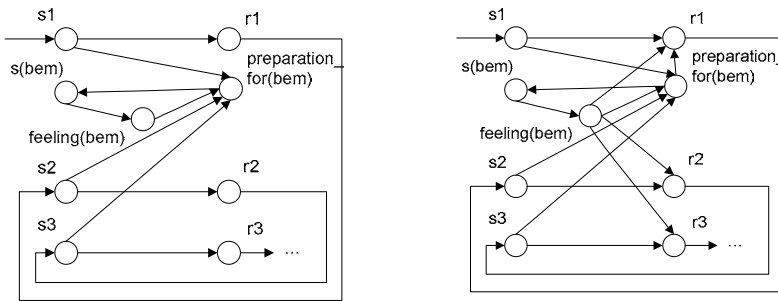 s1
r1
preparation_
for(bem)
s(bem)
feeling(bem)
s2
r2
s3
r3
...
s1
r1
preparation_
for(bem)
s(bem)
feeling(bem)
s2
r2
s3
r3
...